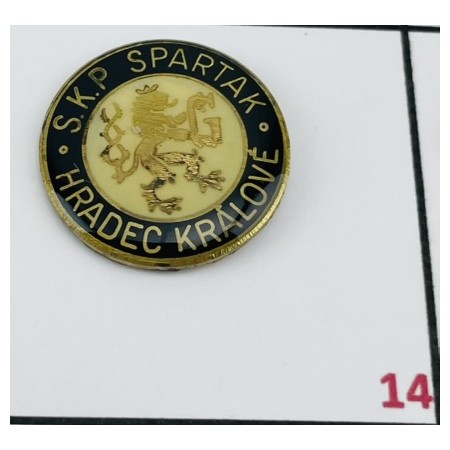 S.K.P SPARTAK
HRADEC KRÁLOVÉ
14